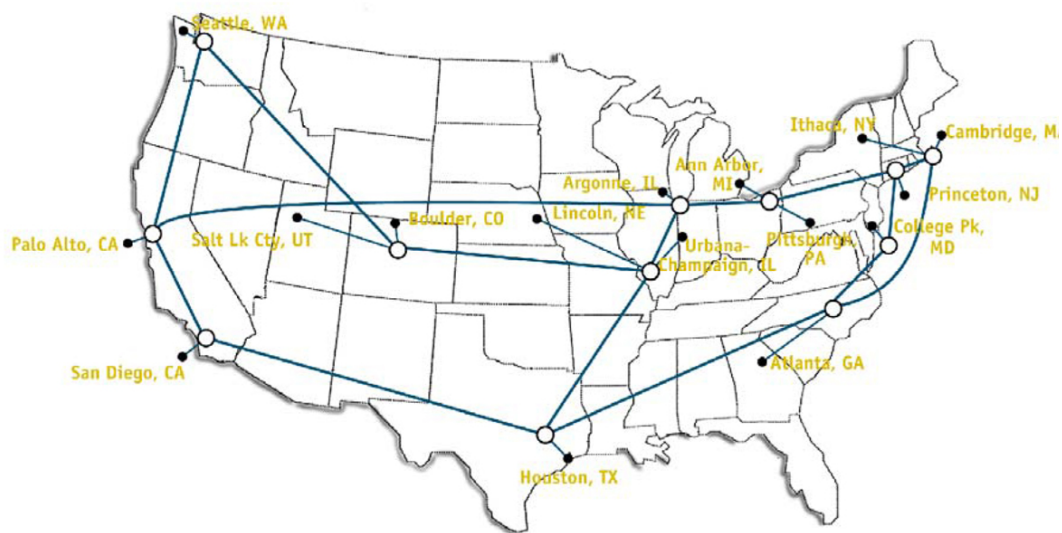 Seattle, WA
Ithaca, NY
Cambridge, M
Ann Arbor,
MI
Argonne, IL
Princeton, NJ
Lincoln, NE
Boulder, CO
College Pk,
MD
Palo Alto, CA
Salt Lk Cty, UT
Urbana-
Champaign, IL
Pittsburgh,
PA
San Diego, CA
Atlanta, GA
Houston, TX